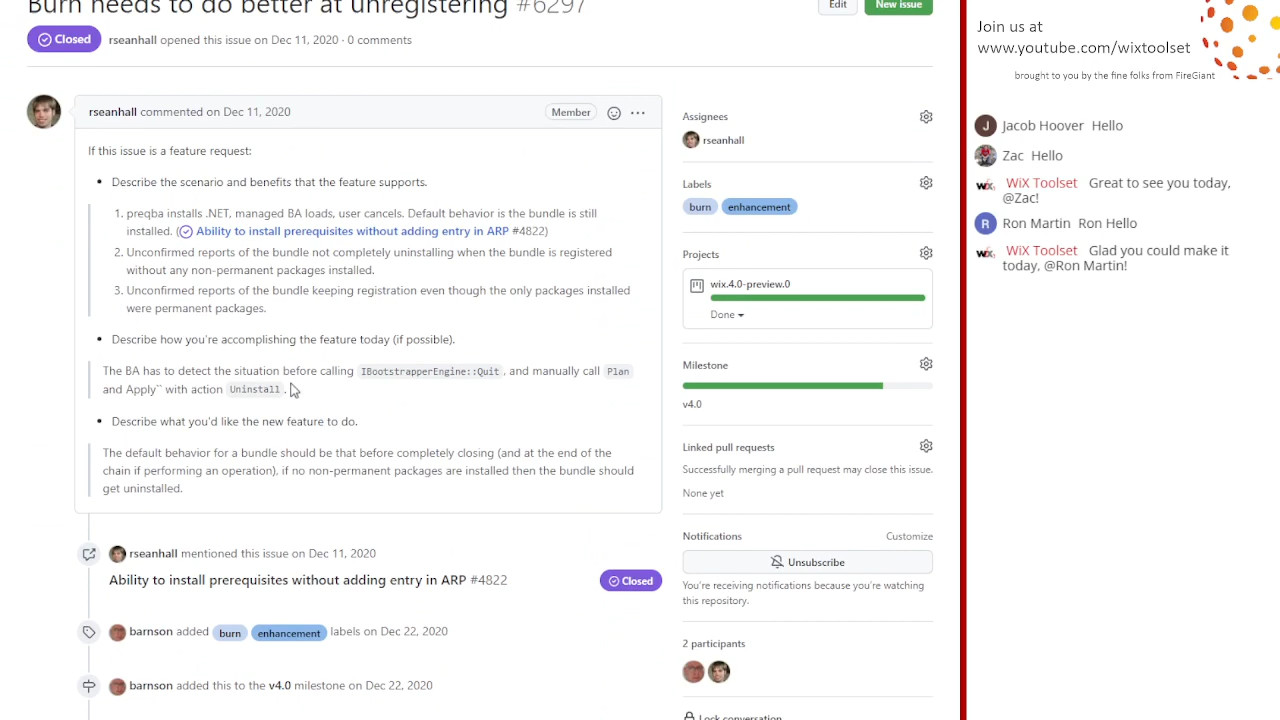 Burn needs to do better at unregistering #6297
Edit
New issue
Closed
rseanhall opened this issue on Dec 11, 2020 · 0 comments
rseanhall commented on Dec 11, 2020
Member
If this issue is a feature request:
• Describe the scenario and benefits that the feature supports.
1. preqba installs .NET, managed BA loads, user cancels. Default behavior is the bundle is still
installed. (Ability to install prerequisites without adding entry in ARP #4822)
2. Unconfirmed reports of the bundle not completely uninstalling when the bundle is registered
without any non-permanent packages installed.
3. Unconfirmed reports of the bundle keeping registration even though the only packages installed
were permanent packages.
• Describe how you're accomplishing the feature today (if possible).
The BA has to detect the situation before calling IBootstrapperEngine::Quit, and manually call Plan
and Apply`` with action Uninstall.
• Describe what you'd like the new feature to do.
The default behavior for a bundle should be that before completely closing (and at the end of the
chain if performing an operation), if no non-permanent packages are installed then the bundle should
get uninstalled.
rseanhall mentioned this issue on Dec 11, 2020
Ability to install prerequisites without adding entry in ARP #4822
Closed
barnson added burn enhancement labels on Dec 22, 2020
barnson added this to the v4.0 milestone on Dec 22, 2020
Assignees
rseanhall
Labels
burn enhancement
Projects
wix.4.0-preview.0
Done
Milestone
v4.0
Linked pull requests
Successfully merging a pull request may close this issue.
None yet
Notifications
Customize
Unsubscribe
You're receiving notifications because you're watching
this repository.
2 participants
Lock conversation
Join us at
www.youtube.com/wixtoolset
brought to you by the fine folks from FireGiant
J Jacob Hoover Hello
Zac Hello
WiX WiX Toolset Great to see you today,
@Zac!
R Ron Martin Ron Hello
WiX WiX Toolset Glad you could make it
today, @Ron Martin!